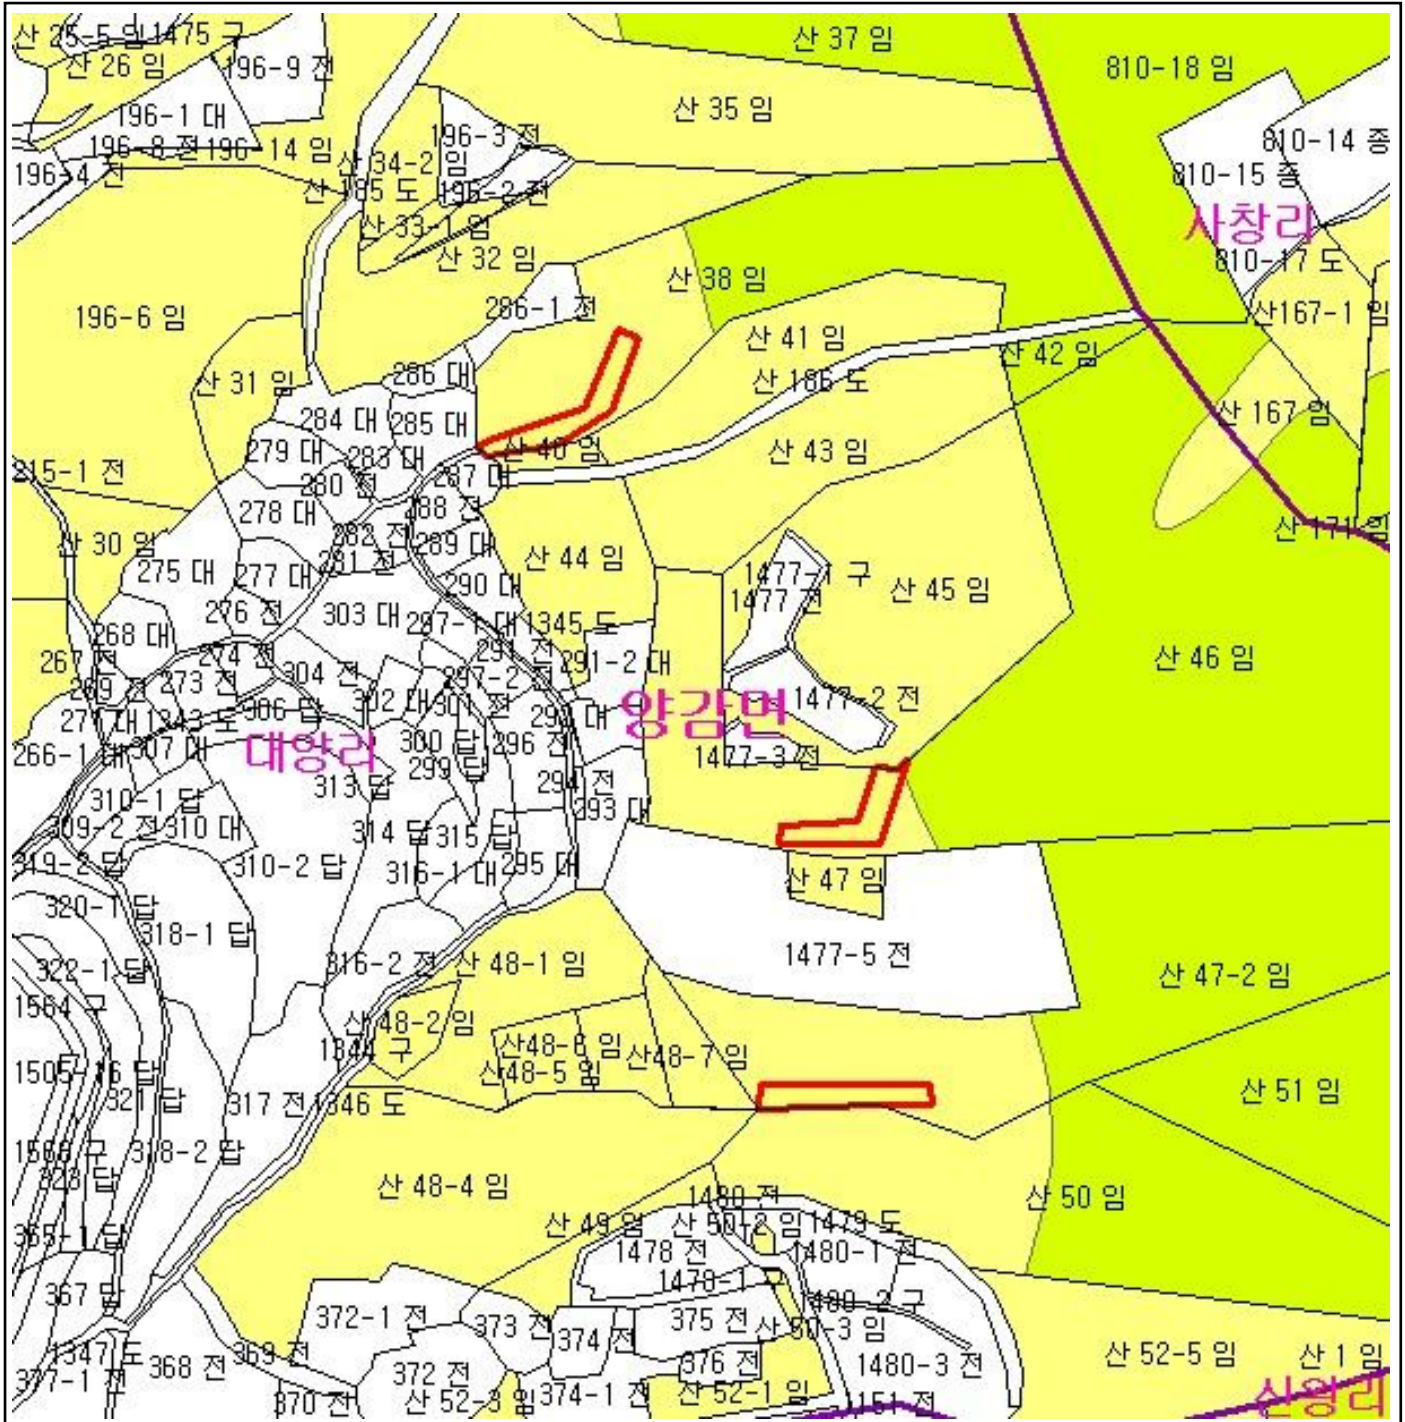 산 25-5 임
1475 구
산 37 임
산 26 임
196-9 전
810-18 임
산 35 임
196-1 대
196-3 전
810-14 종
196-8 전
196-14 임
산 34-2 임
196-4 전
810-15 종
산 185 도
196-2 전
사창리
산 33-1 임
산 32 임
810-17 도
산 38 임
286-1 전
196-6 임
산167-1 임
산 41 임
산 42 임
286 대
산 31 임
산 186 도
284 대
285 대
산 167 임
279 대
283 대
산 40 임
산 43 임
215-1 전
280 전
287 대
278 대
288 전
282 전
산 171 임
산 30 임
289 대
281 전
산 44 임
275 대
277 대
290 대
1477-1 구
산 45 임
1477 전
276 전
303 대
297-1 대
1345 도
268 대
291 전
267 전
274 전
291-2 대
산 46 임
304 전
297-2 전
269 전
273 전
302 대
1477-2 전
271 대
1343 도
306 답
양감면
266-1 대
307 대
대양리
300 답
296 전
299 답
1477-3 전
313 답
294 전
310-1 답
293 대
309-2 전
310 대
314 답
315 답
319-2 답
310-2 답
316-1 대
295 대
산 47 임
320-1 답
318-1 답
1477-5 전
322-1 답
316-2 전
산 48-1 임
산 47-2 임
1564 구
산 48-2 임
1344 구
산48-6 임
산48-7 임
산48-5 임
1505-16 답
321 답
317 전
1346 도
산 51 임
318-2 답
323 답
산 48-4 임
1480 전
산 50 임
365-1 답
산 49 임
산 50-2 임
1479 도
1478 전
1480-1 전
1478-1 구
367 답
1480-2 구
372-1 전
373 전
374 전
375 전
산 50-3 임
1347 도
368 전
369 전
376 전
1480-3 전
산 52-5 임
산 1 임
377-1 전
372 전
370 전
산 52-3 임
374-1 전
산 52-1 임
1151 전
신왕리